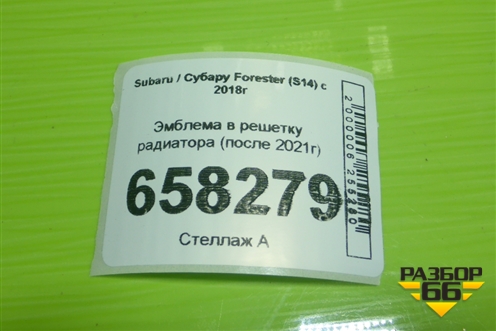 Subaru / Субару Forester (S14) с
2018г
Эмблема в решетку
радиатора (после 2021г)
658279
Стеллаж А
РАЗБОР
66